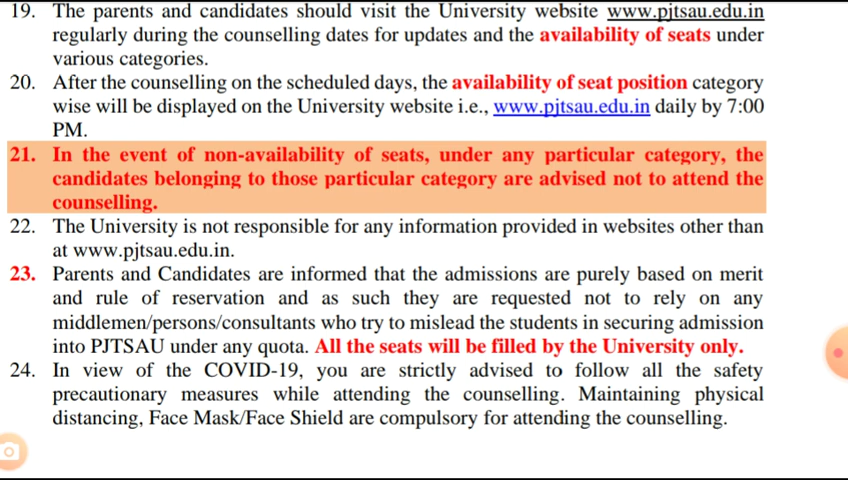 19. The parents and candidates should visit the University website www.pjtsau.edu.in
regularly during the counselling dates for updates and the availability of seats under
various categories.
20. After the counselling on the scheduled days, the availability of seat position category
wise will be displayed on the University website i.e., www.pjtsau.edu.in daily by 7:00
PM.
21. In the event of non-availability of seats, under any particular category, the
candidates belonging to those particular category are advised not to attend the
counselling.
22. The University is not responsible for any information provided in websites other than
at www.pjtsau.edu.in.
23. Parents and Candidates are informed that the admissions are purely based on merit
and rule of reservation and as such they are requested not to rely on any
middlemen/persons/consultants who try to mislead the students in securing admission
into PJTSAU under any quota. All the seats will be filled by the University only.
24. In view of the COVID-19, you are strictly advised to follow all the safety
precautionary measures while attending the counselling. Maintaining physical
distancing, Face Mask/Face Shield are compulsory for attending the counselling.